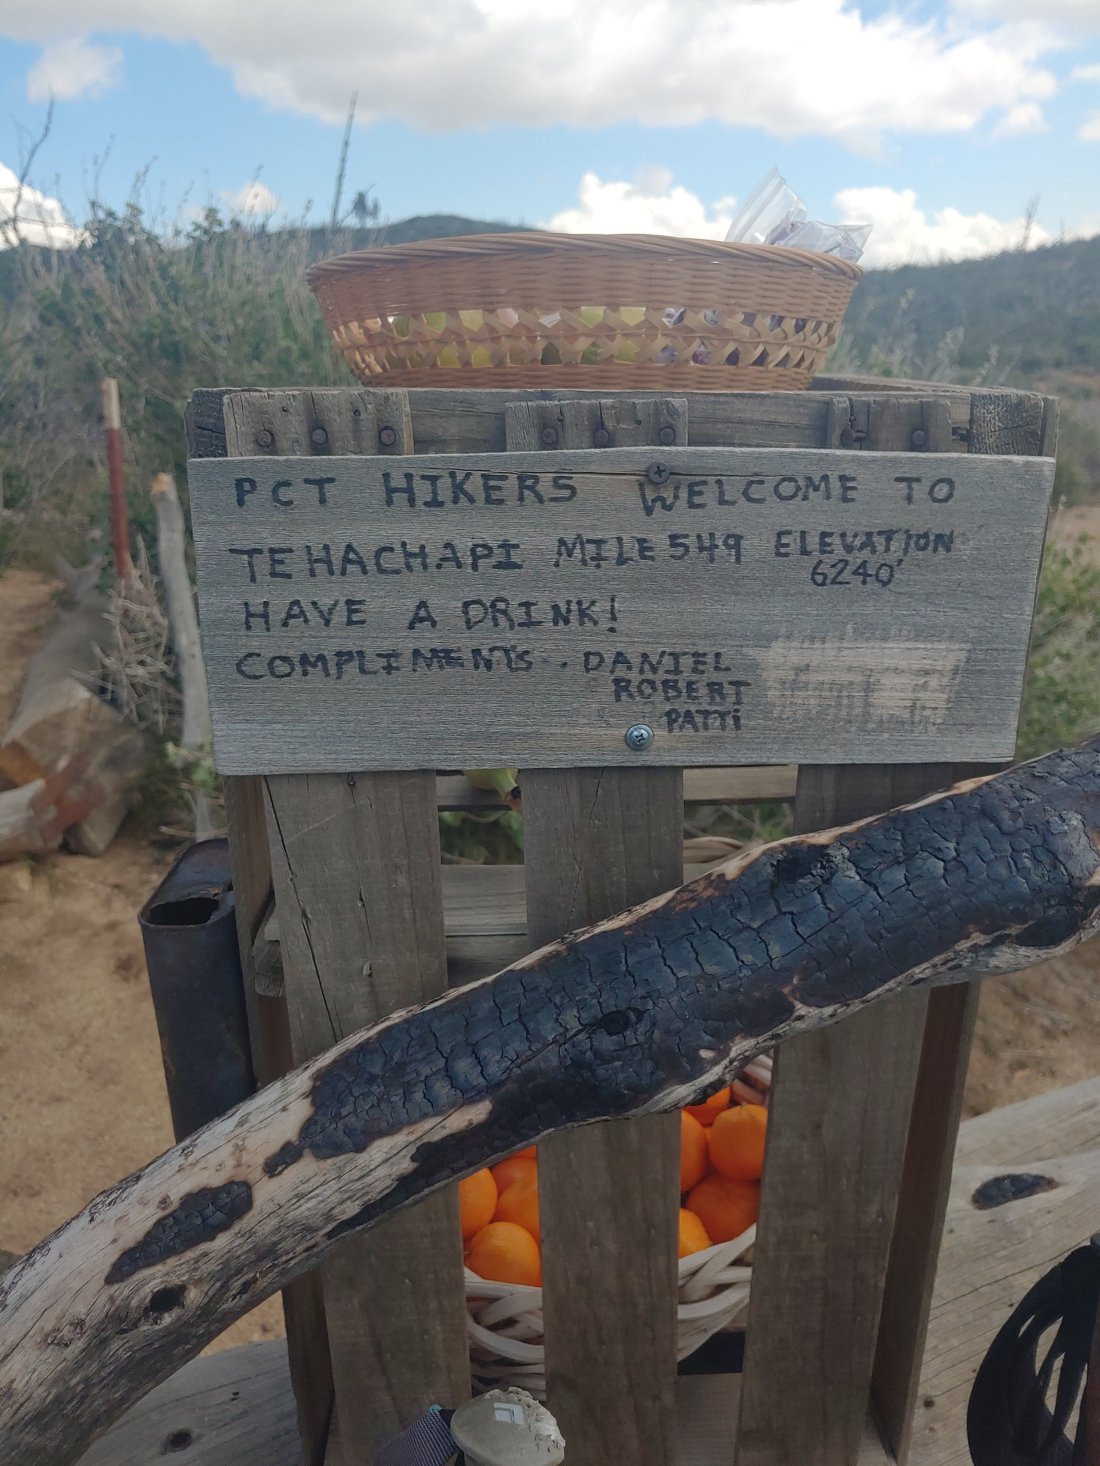 PCT HIKERS WELCOME TO
TEHACHAPI MILE 549 ELEVATION
6240'
HAVE A DRINK!
COMPLIMENTS.. DANIEL
ROBERT
PATTi